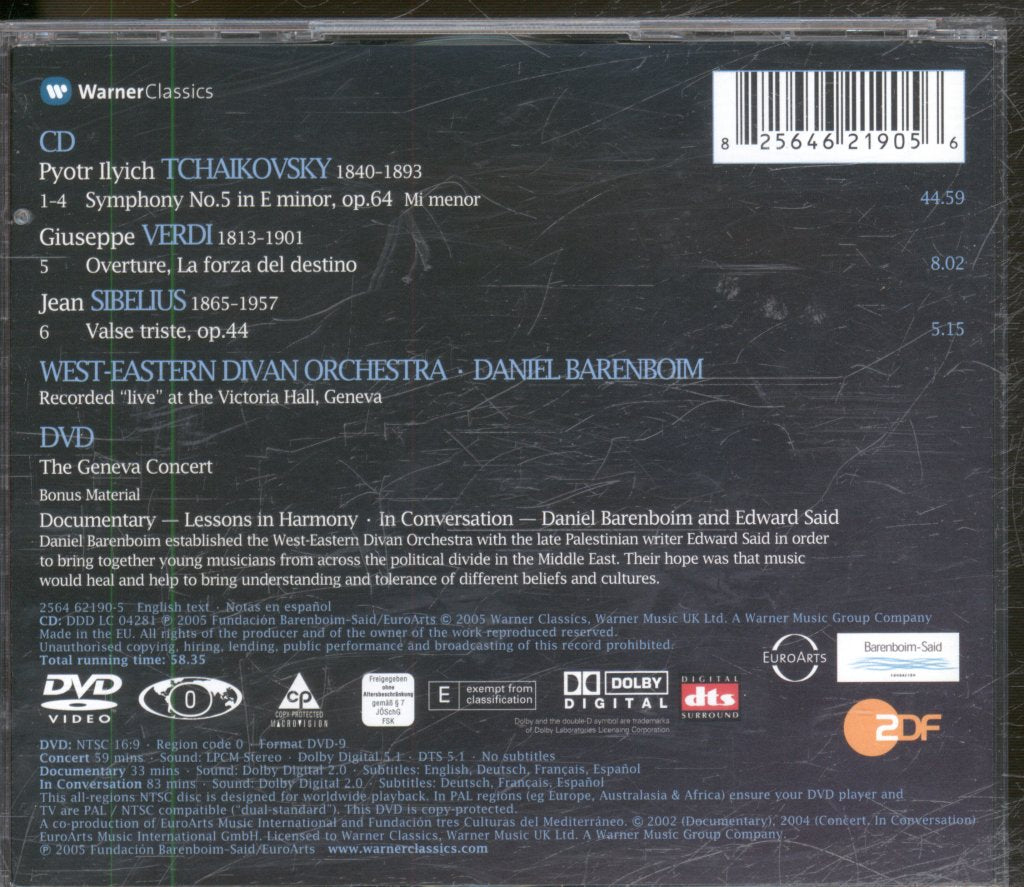 WarnerClassics
8 25646 21905 6
CD
Pyotr Ilyich TCHAIKOVSKY 1840–1893
1–4 Symphony No.5 in E minor, op.64 Mi menor 44.59
Giuseppe VERDI 1813–1901
5 Overture, La forza del destino 8.02
Jean SIBELIUS 1865–1957
6 Valse triste, op.44 5.15
WEST-EASTERN DIVAN ORCHESTRA · DANIEL BARENBOIM
Recorded “live” at the Victoria Hall, Geneva
DVD
The Geneva Concert
Bonus Material
Documentary — Lessons in Harmony · In Conversation — Daniel Barenboim and Edward Said
Daniel Barenboim established the West-Eastern Divan Orchestra with the late Palestinian writer Edward Said in order
to bring together young musicians from across the political divide in the Middle East. Their hope was that music
would heal and help to bring understanding and tolerance of different beliefs and cultures.
2564 62190-5 English text · Notas en español
CD: DDD LC 04281 ℗ 2005 Fundación Barenboim-Said/EuroArts © 2005 Warner Classics, Warner Music UK Ltd. A Warner Music Group Company
Made in the EU. All rights of the producer and of the owner of the work reproduced reserved.
Unauthorised copying, hiring, lending, public performance and broadcasting of this record prohibited.
Total running time: 58.35
EUROARTS
Barenboim-Said
FUNDACIÓN
DVD
VIDEO
0
CP
COPY PROTECTED
MACROVISION
Freigegeben
ohne
Altersbeschränkung
gemäß § 7
JÖSchG
FSK
E exempt from
classification
DOLBY
DIGITAL
Dolby and the double-D symbol are trademarks
of Dolby Laboratories Licensing Corporation
DIGITAL
dts
SURROUND
2DF
DVD: NTSC 16:9 · Region code 0 · Format DVD-9
Concert 59 mins · Sound: LPCM Stereo · Dolby Digital 5.1 · DTS 5.1 · No subtitles
Documentary 33 mins · Sound: Dolby Digital 2.0 · Subtitles: English, Deutsch, Français, Español
In Conversation 83 mins · Sound: Dolby Digital 2.0 · Subtitles: Deutsch, Français, Español
This all-regions NTSC disc is designed for worldwide playback. In PAL regions (eg Europe, Australasia & Africa) ensure your DVD player and
TV are PAL / NTSC compatible ("dual-standard"). This DVD is copy-protected.
A co-production of EuroArts Music International and Fundación tres Culturas del Mediterráneo. © 2002 (Documentary), 2004 (Concert, In Conversation)
EuroArts Music International GmbH. Licensed to Warner Classics, Warner Music UK Ltd. A Warner Music Group Company.
℗ 2005 Fundación Barenboim-Said/EuroArts www.warnerclassics.com